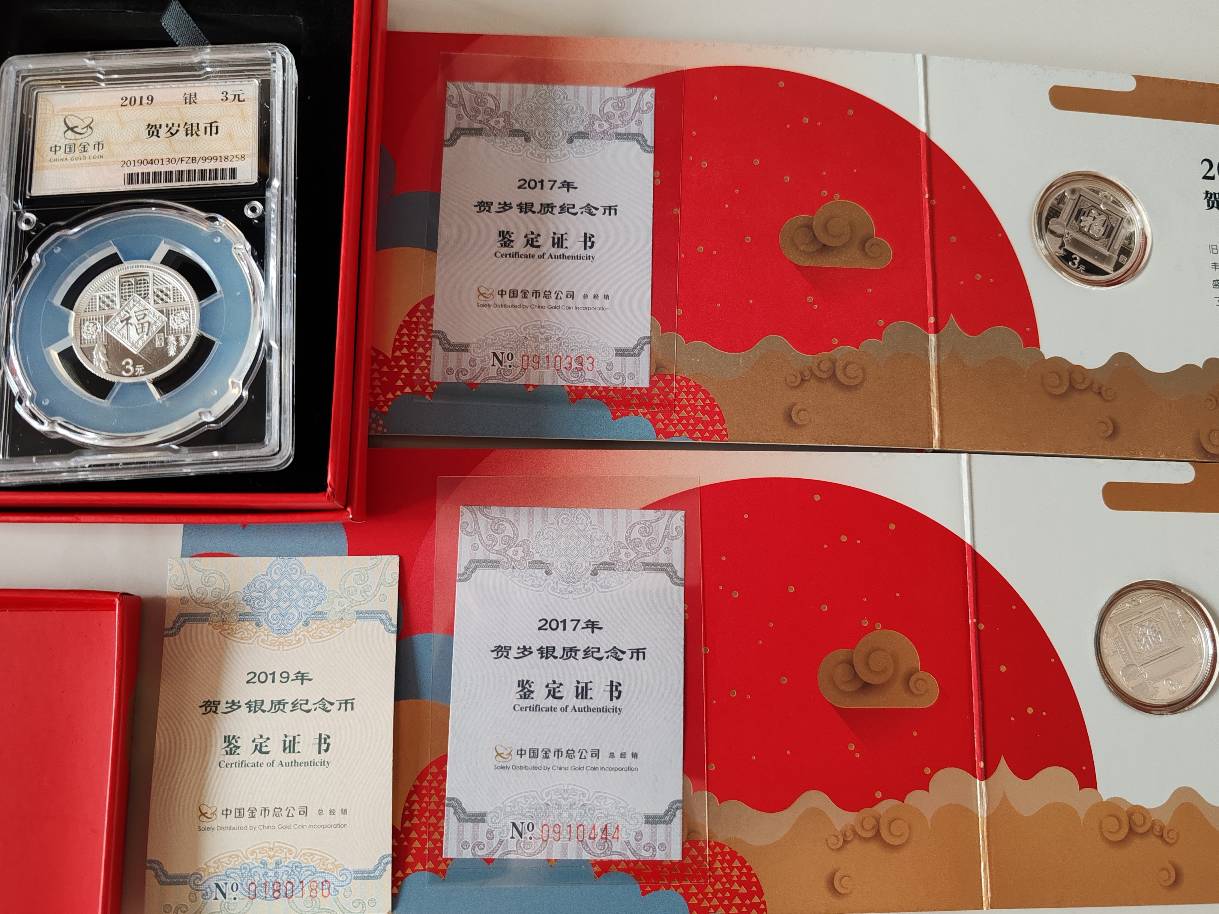 2019 银 3元
贺岁银币
中国金币
CHINA GOLD COIN
2019040130/FZB/99918258
福
3元
2017年
贺岁银质纪念币
鉴定证书
Certificate of Authenticity
中国金币总公司 总经销
Solely Distributed by China Gold Coin Incorporation
№ 0910393
福
3元
2017年
贺岁银质纪念币
鉴定证书
Certificate of Authenticity
中国金币总公司 总经销
Solely Distributed by China Gold Coin Incorporation
№ 0910444
福
2019年
贺岁银质纪念币
鉴定证书
Certificate of Authenticity
中国金币总公司 总经销
Solely Distributed by China Gold Coin Incorporation
№ 0180180